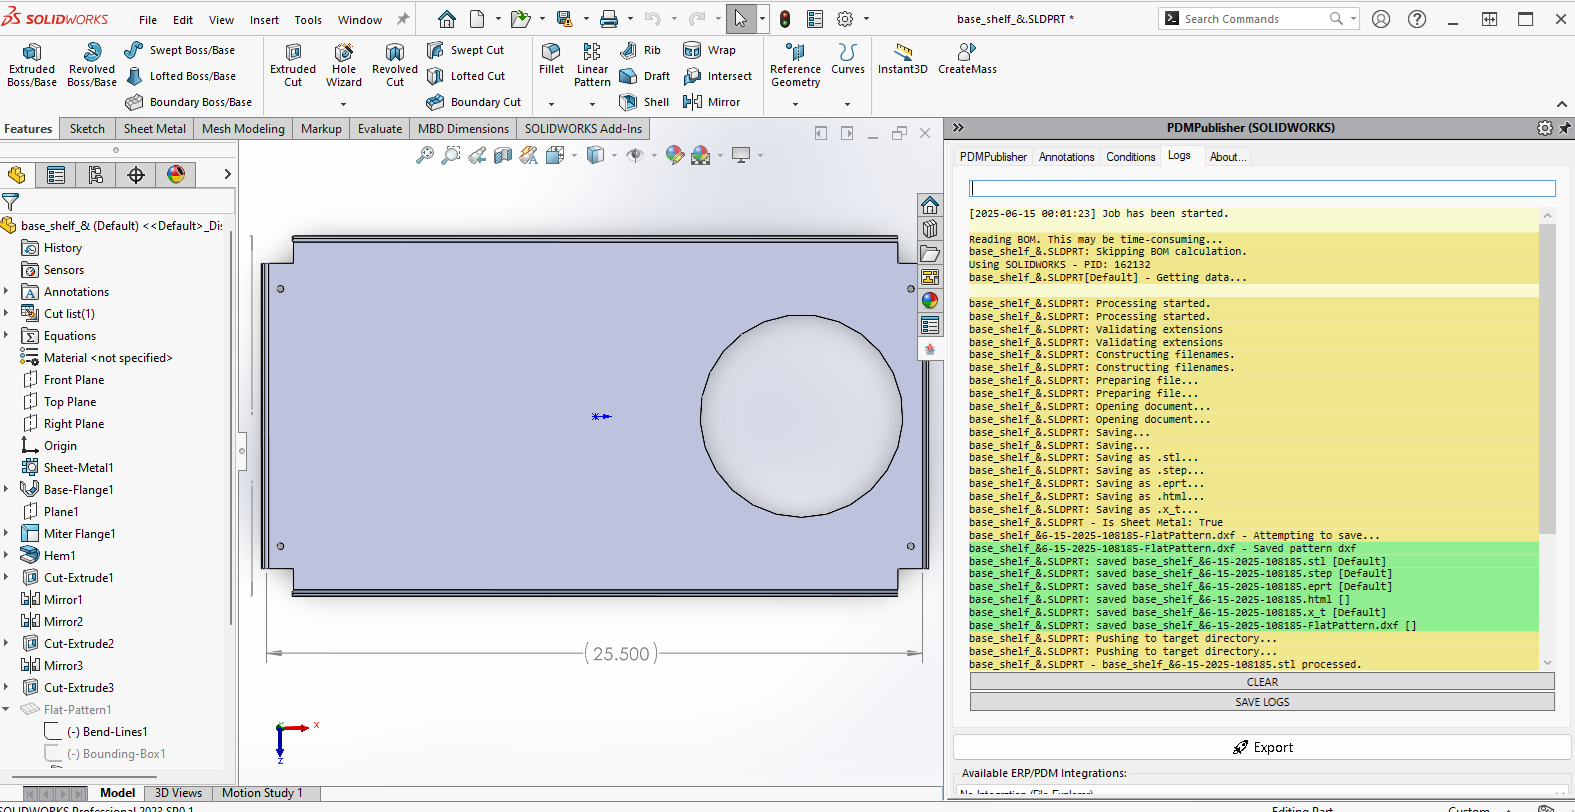 SOLIDWORKS File Edit View Insert Tools Window base_shelf_&.SLDPRT * Search Commands
Extruded Boss/Base
Revolved Boss/Base
Swept Boss/Base
Lofted Boss/Base
Boundary Boss/Base
Extruded Cut
Hole Wizard
Revolved Cut
Swept Cut
Lofted Cut
Boundary Cut
Fillet
Linear Pattern
Rib
Draft
Shell
Wrap
Intersect
Mirror
Reference Geometry
Curves
Instant3D
CreateMass
Features Sketch Sheet Metal Mesh Modeling Markup Evaluate MBD Dimensions SOLIDWORKS Add-Ins
base_shelf_& (Default) <<Default>_Di
History
Sensors
Annotations
Cut list(1)
Equations
Material <not specified>
Front Plane
Top Plane
Right Plane
Origin
Sheet-Metal1
Base-Flange1
Plane1
Miter Flange1
Hem1
Cut-Extrude1
Mirror1
Mirror2
Cut-Extrude2
Mirror3
Cut-Extrude3
Flat-Pattern1
(-) Bend-Lines1
(-) Bounding-Box1
(25.500)
X
Z
Model 3D Views Motion Study 1
SOLIDWORKS Professional 2023 SP0.1
PDMPublisher (SOLIDWORKS)
PDMPublisher Annotations Conditions Logs About...
[2025-06-15 00:01:23] Job has been started.
Reading BOM. This may be time-consuming...
base_shelf_&.SLDPRT: Skipping BOM calculation.
Using SOLIDWORKS - PID: 162132
base_shelf_&.SLDPRT[Default] - Getting data...
base_shelf_&.SLDPRT: Processing started.
base_shelf_&.SLDPRT: Processing started.
base_shelf_&.SLDPRT: Validating extensions
base_shelf_&.SLDPRT: Validating extensions
base_shelf_&.SLDPRT: Constructing filenames.
base_shelf_&.SLDPRT: Constructing filenames.
base_shelf_&.SLDPRT: Preparing file...
base_shelf_&.SLDPRT: Preparing file...
base_shelf_&.SLDPRT: Opening document...
base_shelf_&.SLDPRT: Opening document...
base_shelf_&.SLDPRT: Saving...
base_shelf_&.SLDPRT: Saving...
base_shelf_&.SLDPRT: Saving as .stl...
base_shelf_&.SLDPRT: Saving as .step...
base_shelf_&.SLDPRT: Saving as .eprt...
base_shelf_&.SLDPRT: Saving as .html...
base_shelf_&.SLDPRT: Saving as .x_t...
base_shelf_&.SLDPRT - Is Sheet Metal: True
base_shelf_&6-15-2025-108185-FlatPattern.dxf - Attempting to save...
base_shelf_&6-15-2025-108185-FlatPattern.dxf - Saved pattern dxf
base_shelf_&.SLDPRT: saved base_shelf_&6-15-2025-108185.stl [Default]
base_shelf_&.SLDPRT: saved base_shelf_&6-15-2025-108185.step [Default]
base_shelf_&.SLDPRT: saved base_shelf_&6-15-2025-108185.eprt [Default]
base_shelf_&.SLDPRT: saved base_shelf_&6-15-2025-108185.html []
base_shelf_&.SLDPRT: saved base_shelf_&6-15-2025-108185.x_t [Default]
base_shelf_&.SLDPRT: saved base_shelf_&6-15-2025-108185-FlatPattern.dxf []
base_shelf_&.SLDPRT: Pushing to target directory...
base_shelf_&.SLDPRT: Pushing to target directory...
base_shelf_&.SLDPRT - base_shelf_&6-15-2025-108185.stl processed.
CLEAR
SAVE LOGS
Export
Available ERP/PDM Integrations:
No Integration (File Explorer)
Editing Part Custom